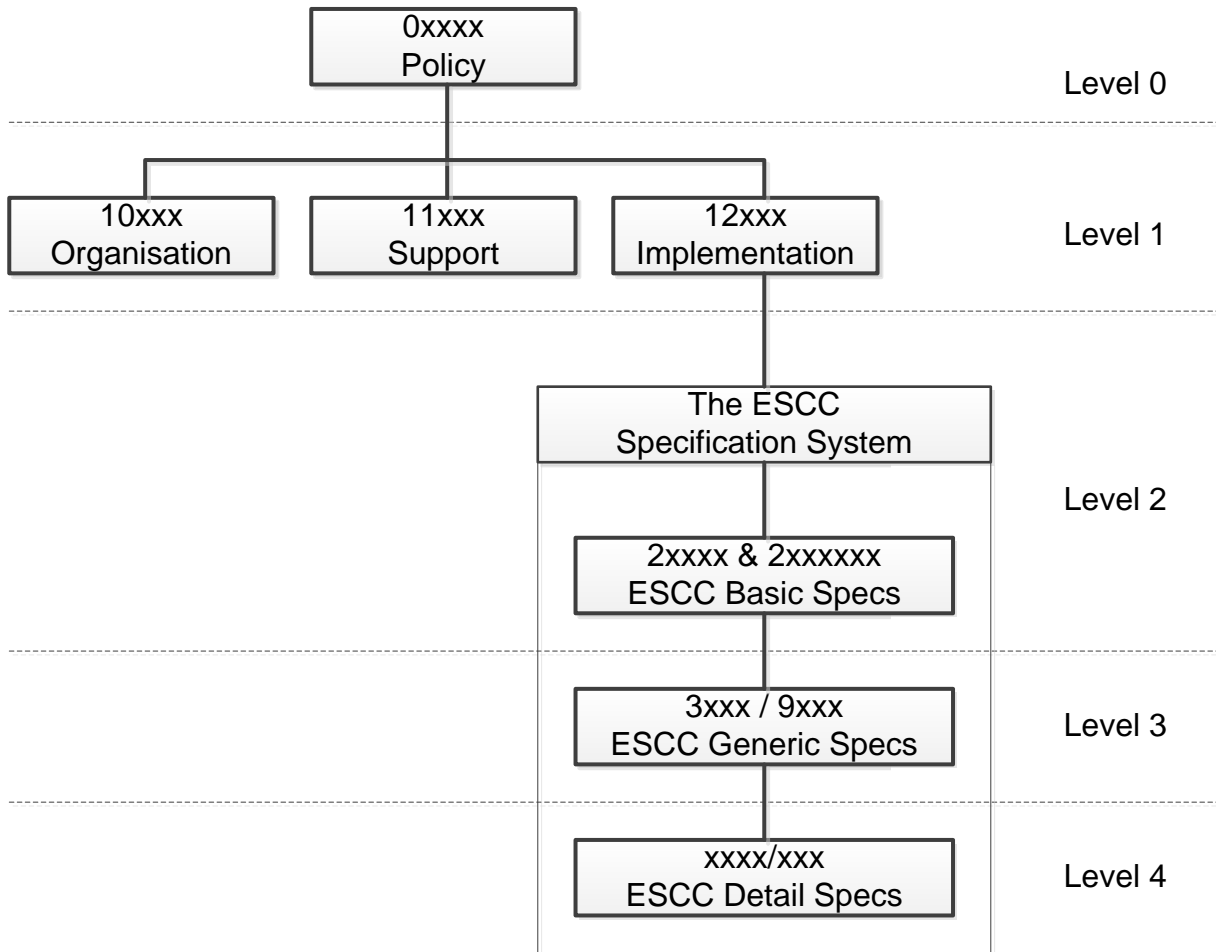 0xxxx
Policy
Level 0
10xxx
Organisation
11xxx
Support
12xxx
Implementation
Level 1
The ESCC
Specification System
Level 2
2xxxx & 2xxxxxx
ESCC Basic Specs
3xxx / 9xxx
ESCC Generic Specs
Level 3
xxxx/xxx
ESCC Detail Specs
Level 4